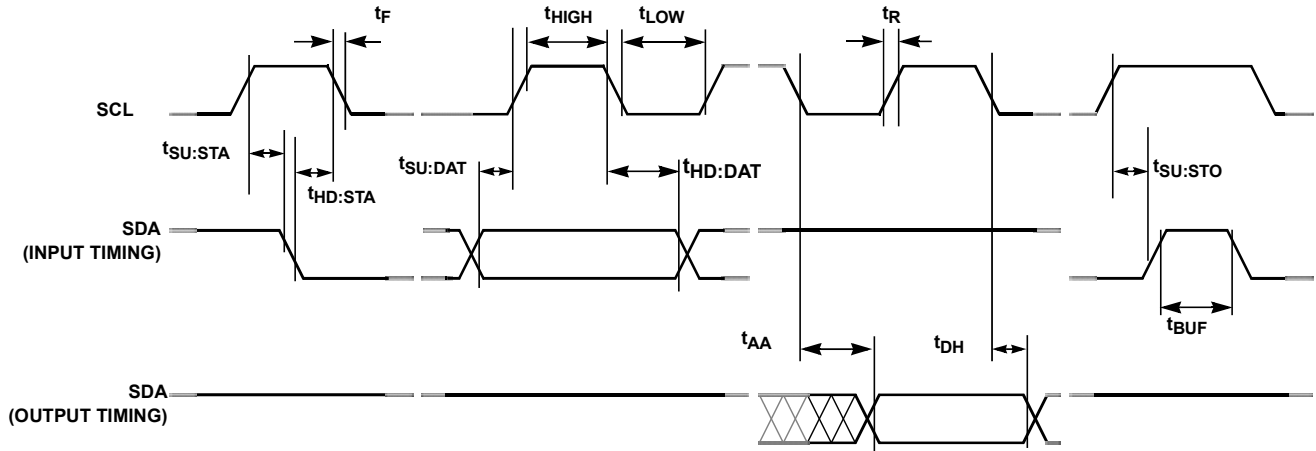 tF
tHIGH
tLOW
tR
SCL
tSU:STA
tHD:STA
tSU:DAT
tHD:DAT
tSU:STO
SDA
(INPUT TIMING)
tBUF
tAA
tDH
SDA
(OUTPUT TIMING)